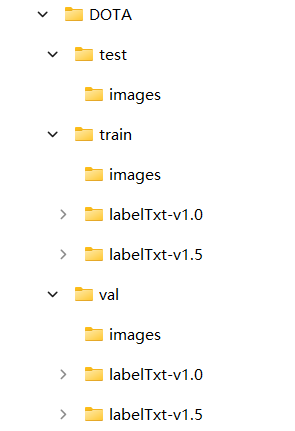 DOTA
test
images
train
images
labelTxt-v1.0
labelTxt-v1.5
val
images
labelTxt-v1.0
labelTxt-v1.5